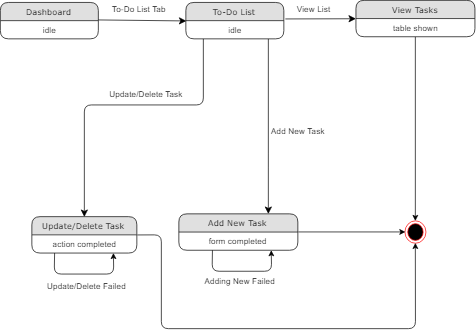 Dashboard
idle
To-Do List Tab
To-Do List
idle
View List
View Tasks
table shown
Update/Delete Task
Add New Task
Update/Delete Task
action completed
Update/Delete Failed
Add New Task
form completed
Adding New Failed